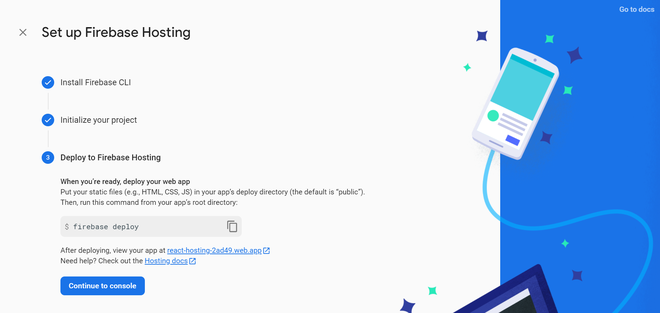 Go to docs
Set up Firebase Hosting
Install Firebase CLI
Initialize your project
3 Deploy to Firebase Hosting
When you're ready, deploy your web app
Put your static files (e.g., HTML, CSS, JS) in your app's deploy directory (the default is "public").
Then, run this command from your app's root directory:
$ firebase deploy
After deploying, view your app at react-hosting-2ad49.web.app
Need help? Check out the Hosting docs
Continue to console